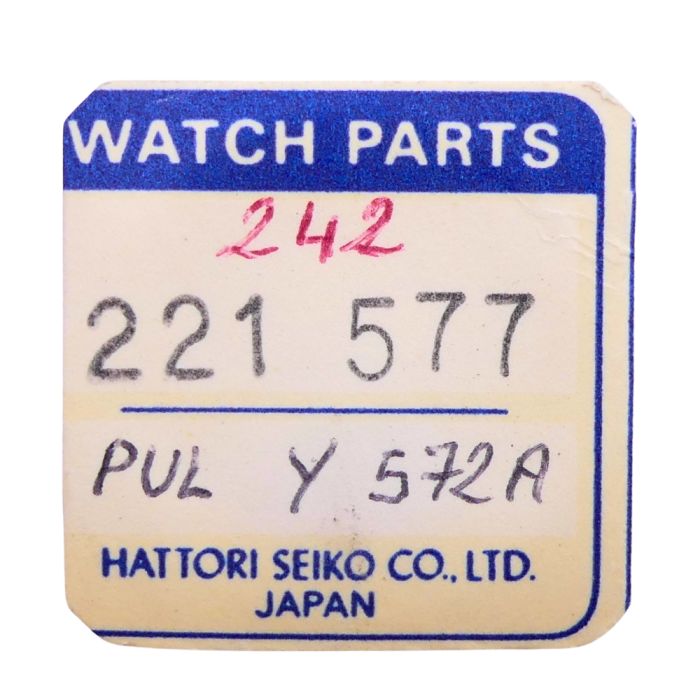 WATCH PARTS
242
221 577
PUL Y 572A
HATTORI SEIKO CO., LTD.
JAPAN